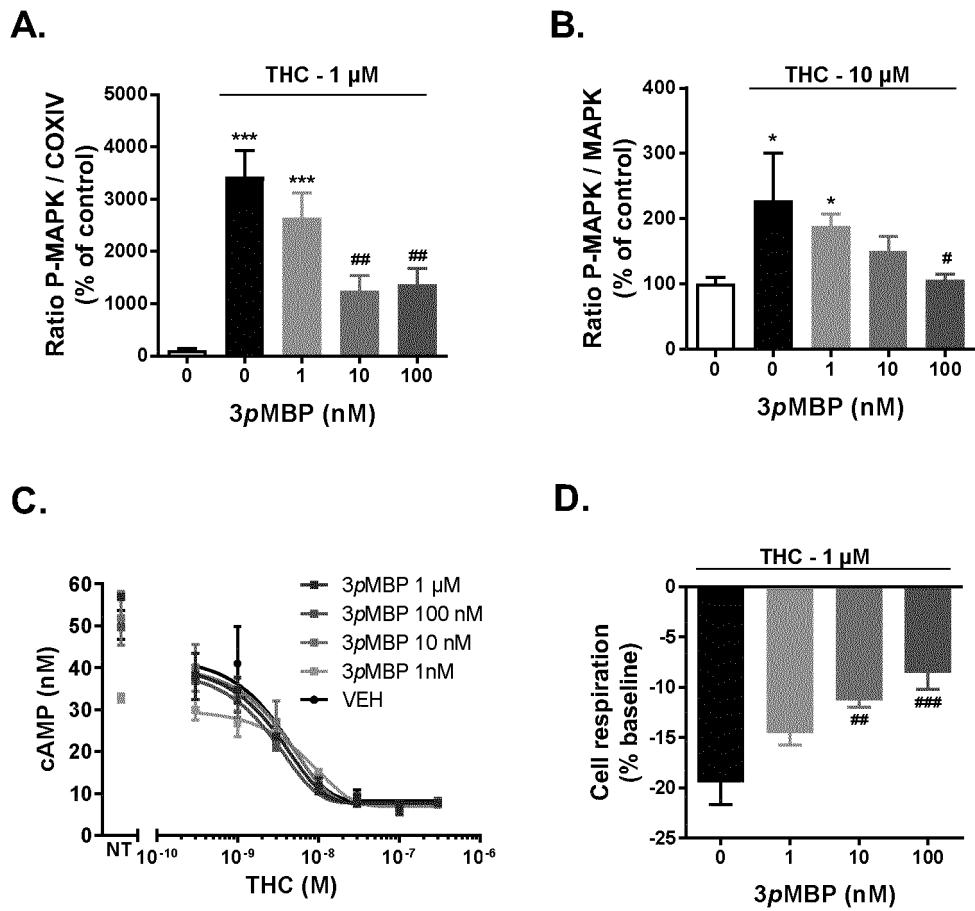 A.
THC - 1 µM
Ratio P-MAPK / COXIV
(% of control)
5000
4000
3000
2000
1000
0
***
***
##
##
0 0 1 10 100
3pMBP (nM)
B.
THC - 10 µM
Ratio P-MAPK / MAPK
(% of control)
400
300
200
100
0
*
*
#
0 0 1 10 100
3pMBP (nM)
C.
cAMP (nM)
60
50
40
30
20
10
0
3pMBP 1 µM
3pMBP 100 nM
3pMBP 10 nM
3pMBP 1nM
VEH
NT 10-10 10-9 10-8 10-7 10-6
THC (M)
D.
THC - 1 µM
Cell respiration
(% baseline)
0
-5
-10
-15
-20
-25
##
###
0 1 10 100
3pMBP (nM)